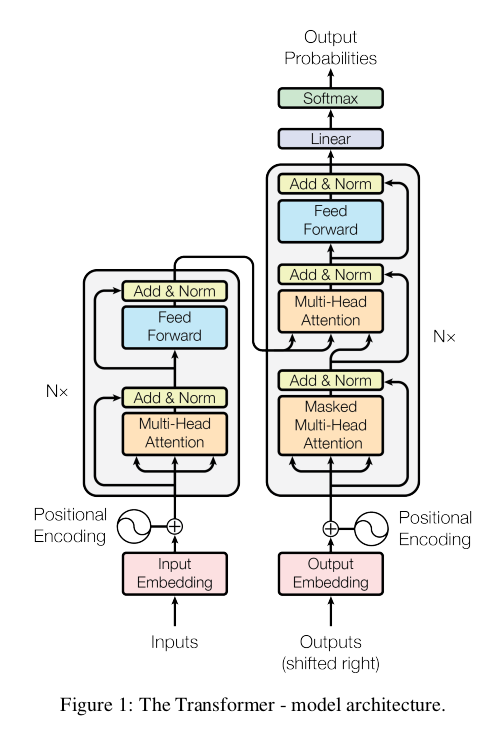 Output
Probabilities
Softmax
Linear
Add & Norm
Feed
Forward
Add & Norm
Multi-Head
Attention
Add & Norm
Masked
Multi-Head
Attention
N×
Add & Norm
Feed
Forward
Add & Norm
Multi-Head
Attention
N×
Positional
Encoding
Positional
Encoding
Input
Embedding
Output
Embedding
Inputs
Outputs
(shifted right)
Figure 1: The Transformer - model architecture.